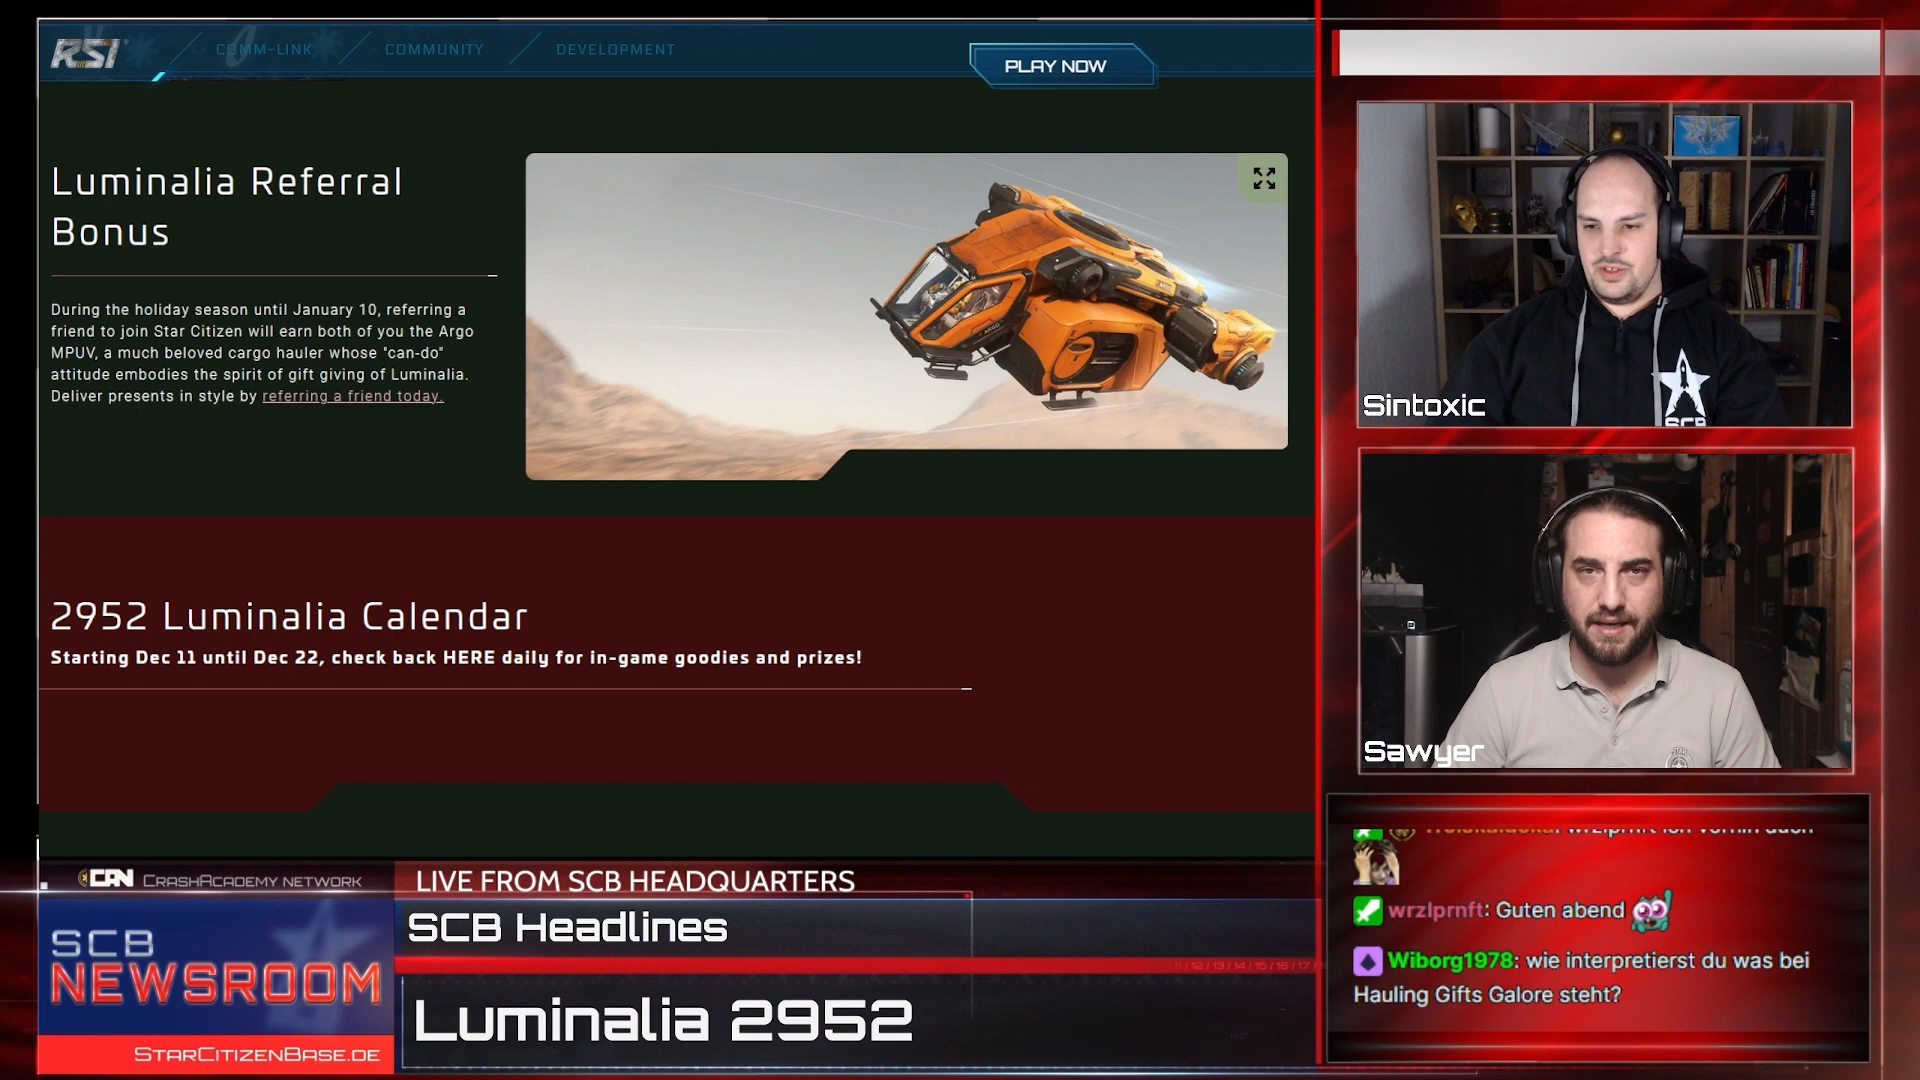 RSI
COMM-LINK
COMMUNITY
DEVELOPMENT
PLAY NOW
Luminalia Referral
Bonus
During the holiday season until January 10, referring a
friend to join Star Citizen will earn both of you the Argo
MPUV, a much beloved cargo hauler whose "can-do"
attitude embodies the spirit of gift giving of Luminalia.
Deliver presents in style by referring a friend today.
ARGO
2952 Luminalia Calendar
Starting Dec 11 until Dec 22, check back HERE daily for in-game goodies and prizes!
Sintoxic
SCB
Sawyer
wrzlprnft: Guten abend
Wiborg1978: wie interpretierst du was bei
Hauling Gifts Galore steht?
CAN CRASHACADEMY NETWORK
LIVE FROM SCB HEADQUARTERS
SCB Headlines
SCB
NEWSROOM
Luminalia 2952
STARCITIZENBASE.DE